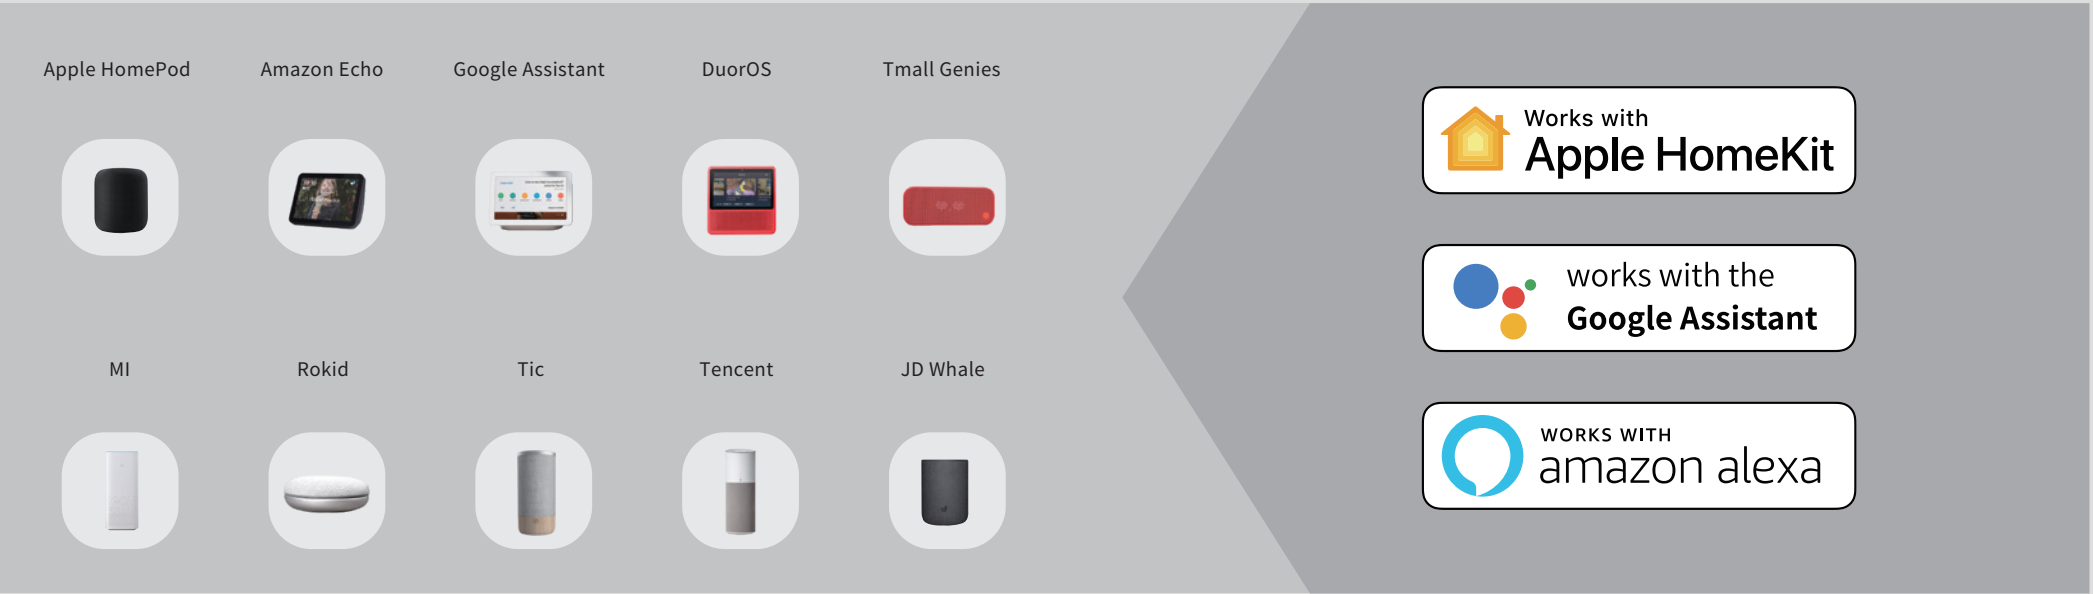 Apple HomePod
Amazon Echo
Google Assistant
DuorOS
Tmall Genies
MI
Rokid
Tic
Tencent
JD Whale
Works with
Apple HomeKit
works with the
Google Assistant
WORKS WITH
amazon alexa